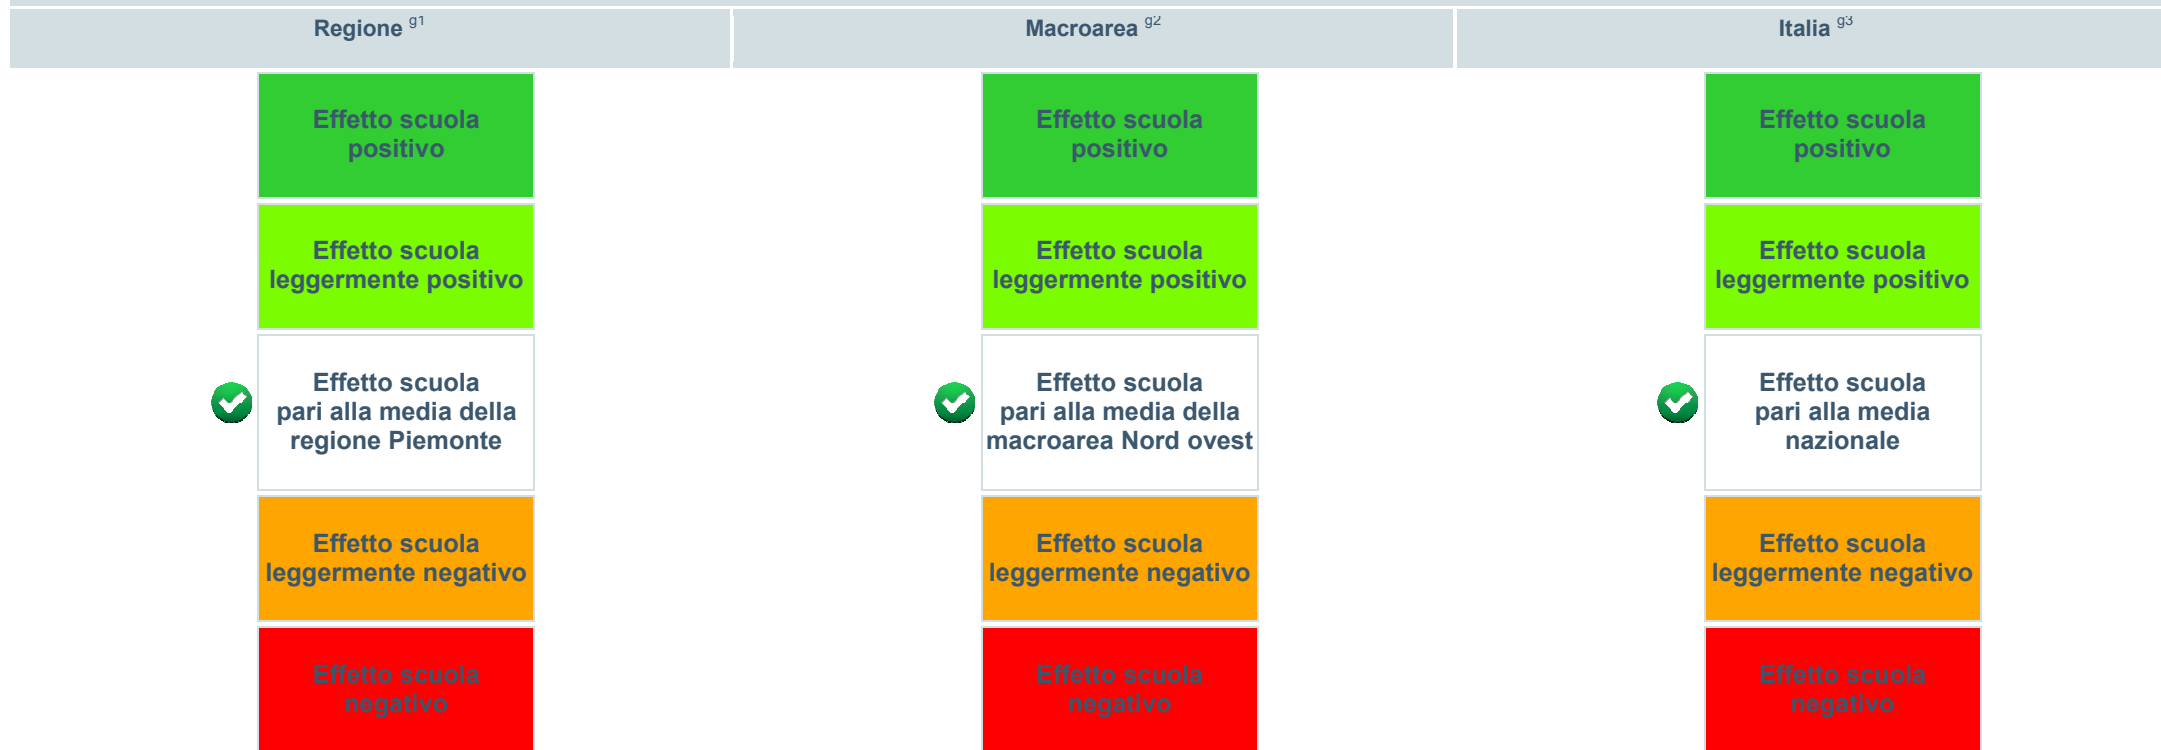 Regione g1
Macroarea g2
Italia g3
Effetto scuola
positivo
Effetto scuola
positivo
Effetto scuola
positivo
Effetto scuola
leggermente positivo
Effetto scuola
leggermente positivo
Effetto scuola
leggermente positivo
Effetto scuola
pari alla media della
regione Piemonte
Effetto scuola
pari alla media della
macroarea Nord ovest
Effetto scuola
pari alla media
nazionale
Effetto scuola
leggermente negativo
Effetto scuola
leggermente negativo
Effetto scuola
leggermente negativo
Effetto scuola
negativo
Effetto scuola
negativo
Effetto scuola
negativo